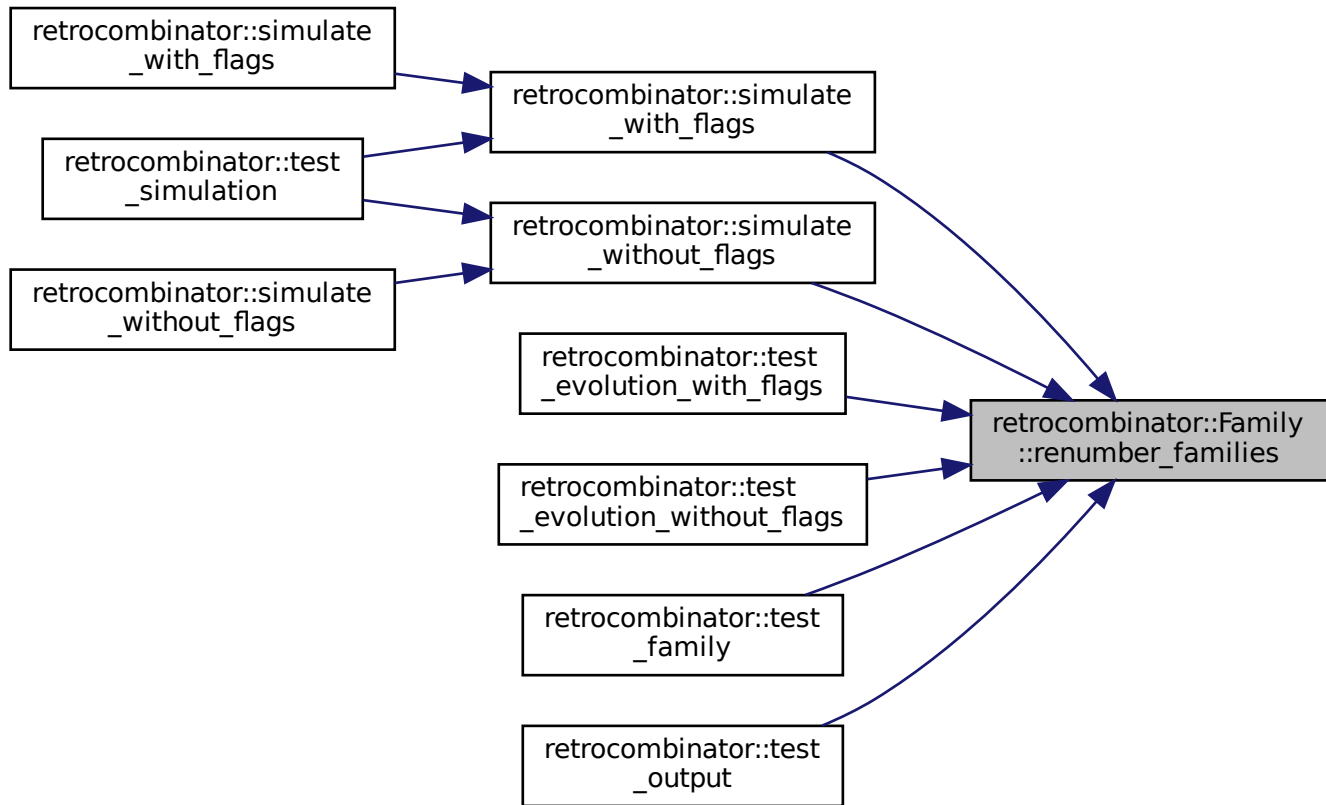 retrocombinator::simulate
_with_flags
retrocombinator::test
_simulation
retrocombinator::simulate
_without_flags
retrocombinator::simulate
_with_flags
retrocombinator::simulate
_without_flags
retrocombinator::test
_evolution_with_flags
retrocombinator::test
_evolution_without_flags
retrocombinator::test
_family
retrocombinator::test
_output
retrocombinator::Family
::renumber_families